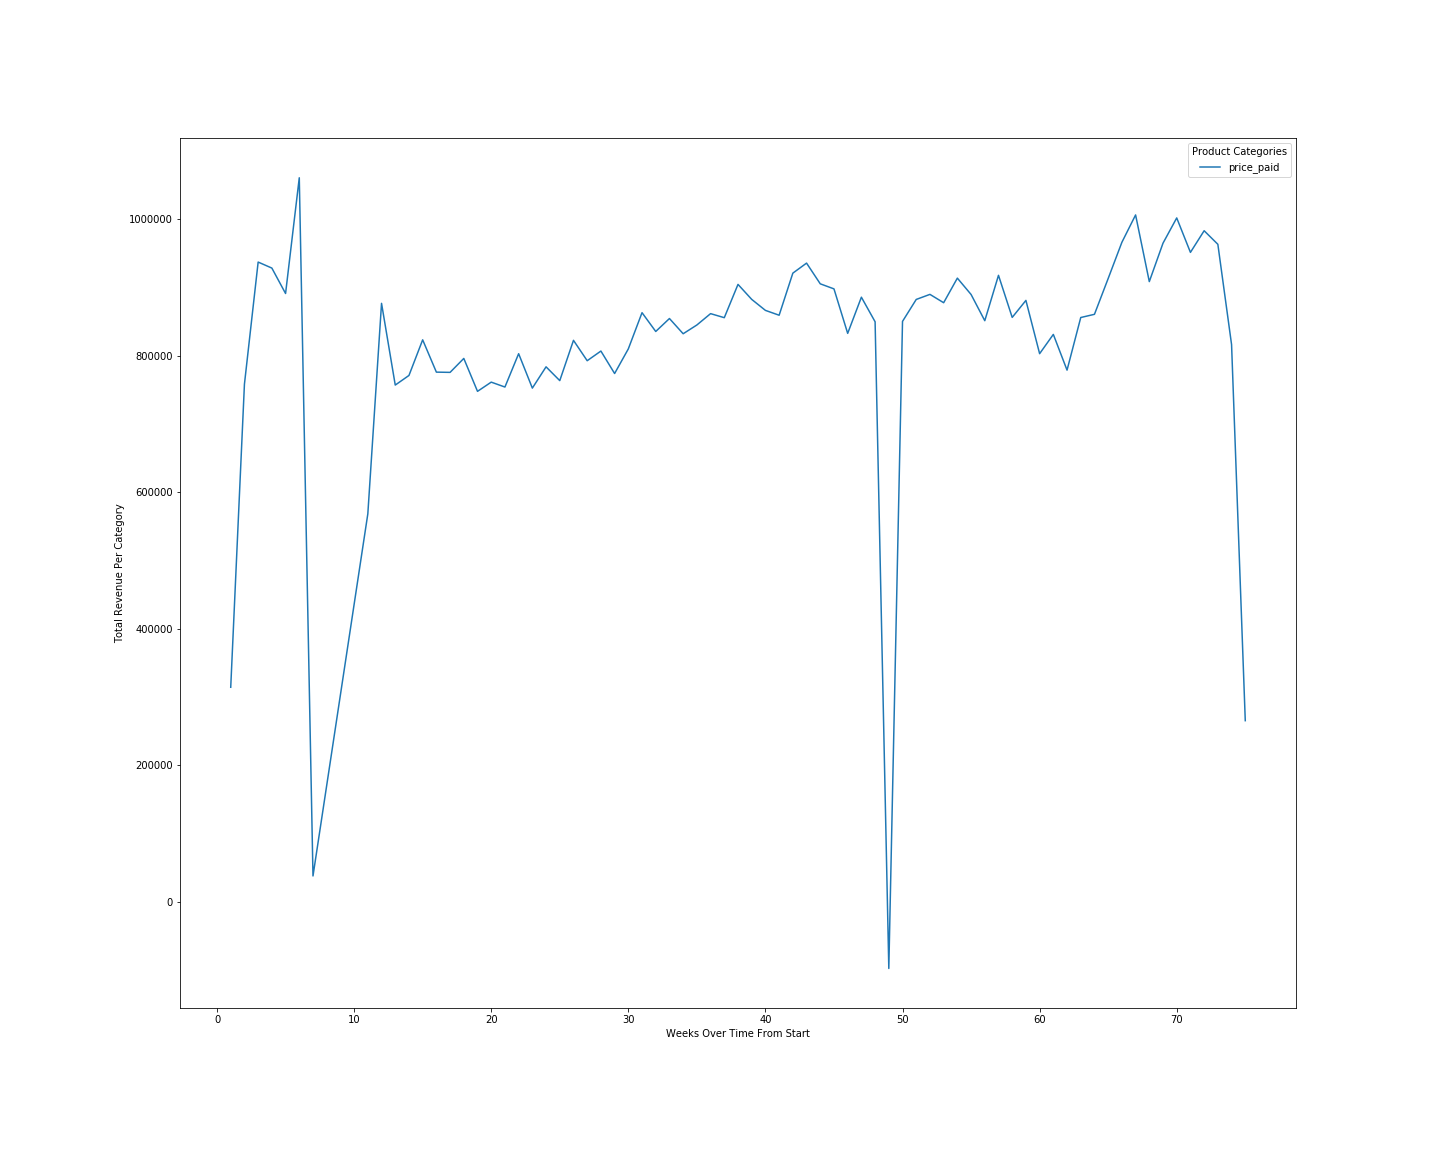 Product Categories
price_paid
1000000
800000
600000
400000
200000
0
Total Revenue Per Category
0 10 20 30 40 50 60 70
Weeks Over Time From Start